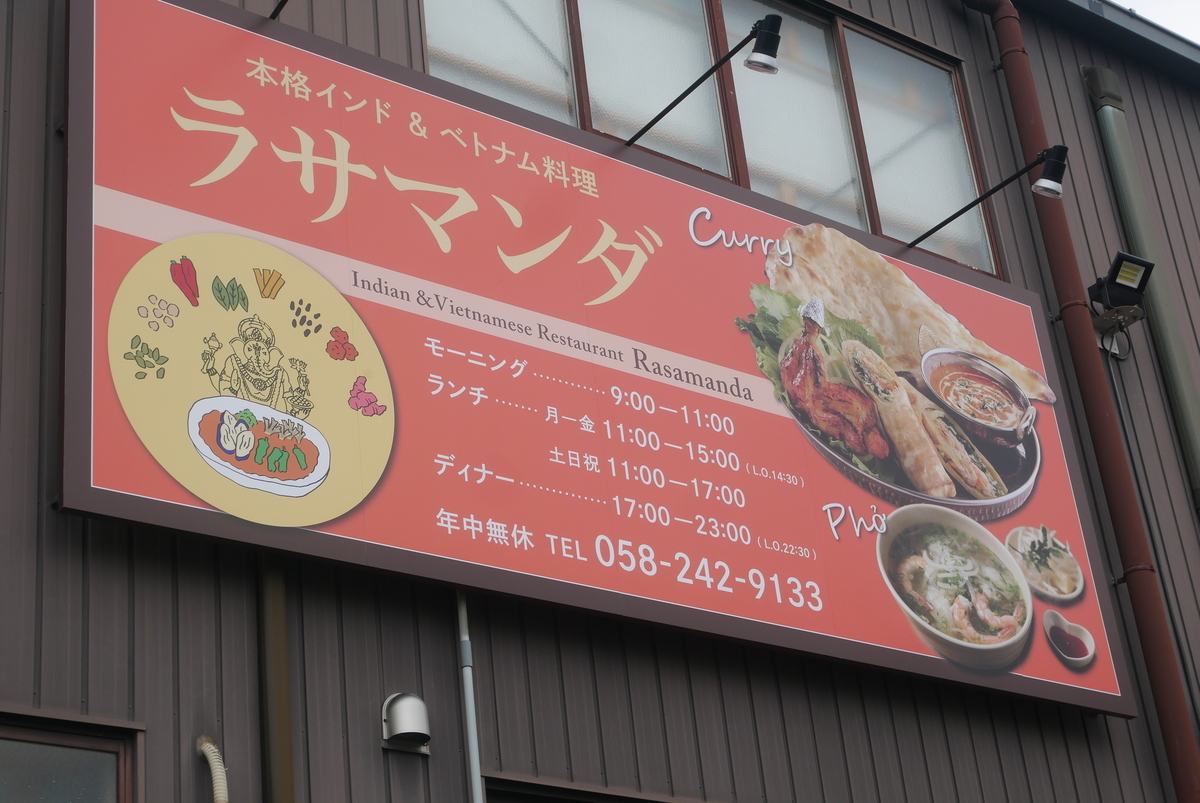 本格インド & ベトナム料理
ラサマンダ
Indian &Vietnamese Restaurant Rasamanda
Curry
モーニング ………… 9:00ー11:00
ランチ ……… 月ー金 11:00ー15:00 (L.O.14:30)
土日祝 11:00ー17:00
ディナー ……………… 17:00ー23:00 (L.O.22:30)
年中無休 TEL 058-242-9133
Phở